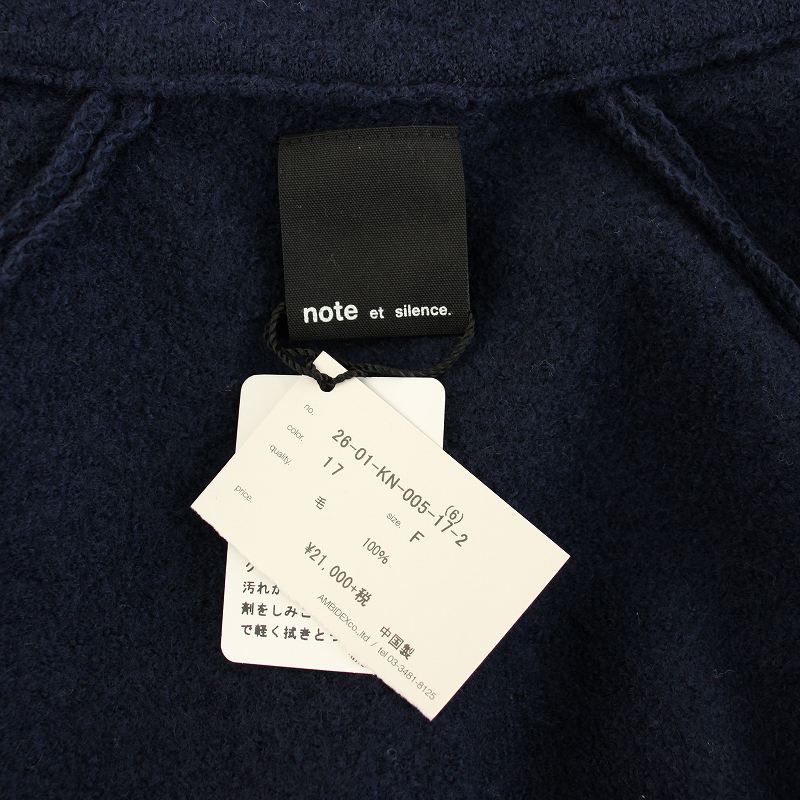 note et silence.
no. 26-01-KN-005-17-2
(6)
color. 17 size. F
quality. 毛 100%
price. ¥21,000+税
中国製
AMBIDEXco.,ltd / tel 03-3481-8125
汚れが
剤をしみこ
で軽く拭きとっ